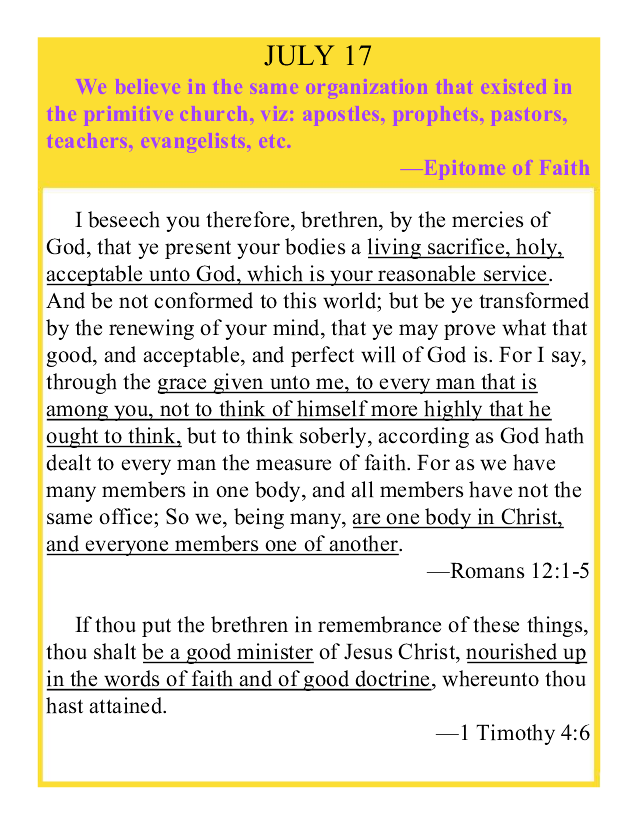 JULY 17
We believe in the same organization that existed in
the primitive church, viz: apostles, prophets, pastors,
teachers, evangelists, etc.
—Epitome of Faith
I beseech you therefore, brethren, by the mercies of
God, that ye present your bodies a living sacrifice, holy,
acceptable unto God, which is your reasonable service.
And be not conformed to this world; but be ye transformed
by the renewing of your mind, that ye may prove what that
good, and acceptable, and perfect will of God is. For I say,
through the grace given unto me, to every man that is
among you, not to think of himself more highly that he
ought to think, but to think soberly, according as God hath
dealt to every man the measure of faith. For as we have
many members in one body, and all members have not the
same office; So we, being many, are one body in Christ,
and everyone members one of another.
—Romans 12:1-5
If thou put the brethren in remembrance of these things,
thou shalt be a good minister of Jesus Christ, nourished up
in the words of faith and of good doctrine, whereunto thou
hast attained.
—1 Timothy 4:6